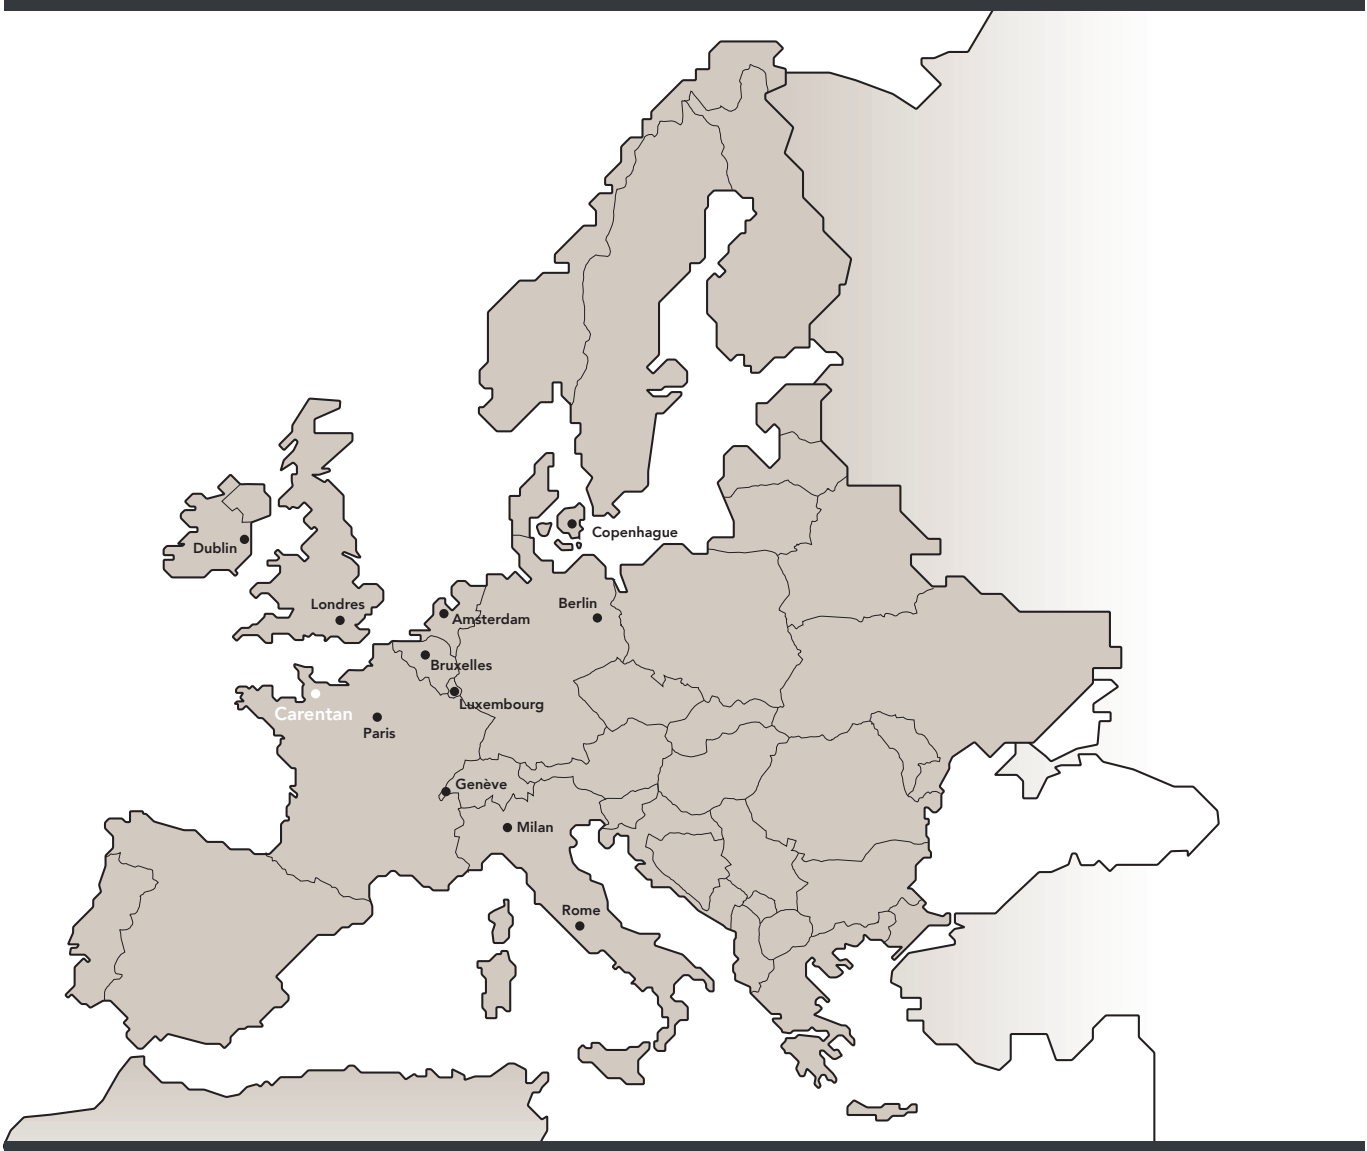 Copenhague
Dublin
Londres
Berlin
Amsterdam
Bruxelles
Luxembourg
Carentan
Paris
Genève
Milan
Rome